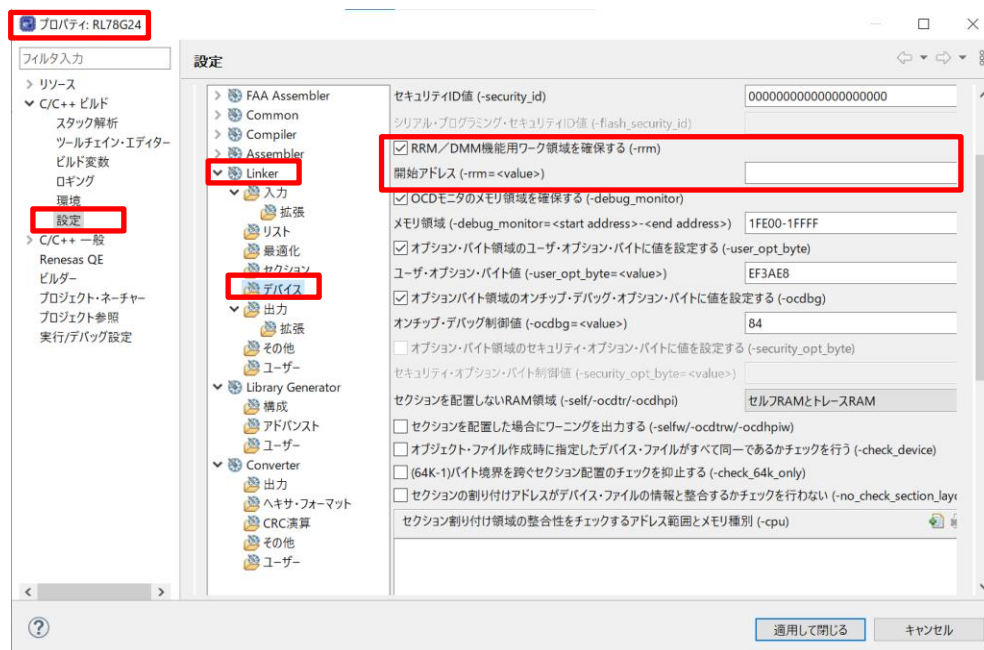 プロパティ: RL78G24
フィルタ入力
リソース
C/C++ ビルド
スタック解析
ツールチェイン・エディター
ビルド変数
ロギング
環境
設定
C/C++ 一般
Renesas QE
ビルダー
プロジェクト・ネーチャー
プロジェクト参照
実行/デバッグ設定
設定
FAA Assembler
Common
Compiler
Assembler
Linker
入力
拡張
リスト
最適化
セクション
デバイス
出力
拡張
その他
ユーザー
Library Generator
構成
アドバンスト
ユーザー
Converter
出力
ヘキサ・フォーマット
CRC演算
その他
ユーザー
セキュリティID値 (-security_id) 00000000000000000000
シリアル・プログラミング・セキュリティID値 (-flash_security_id)
RRM/DMM機能用ワーク領域を確保する (-rrm)
開始アドレス (-rrm=<value>)
OCDモニタのメモリ領域を確保する (-debug_monitor)
メモリ領域 (-debug_monitor=<start address>-<end address>) 1FE00-1FFFF
オプション・バイト領域のユーザ・オプション・バイトに値を設定する (-user_opt_byte)
ユーザ・オプション・バイト値 (-user_opt_byte=<value>) EF3AE8
オプションバイト領域のオンチップ・デバッグ・オプション・バイトに値を設定する (-ocdbg)
オンチップ・デバッグ制御値 (-ocdbg=<value>) 84
オプション・バイト領域のセキュリティ・オプション・バイトに値を設定する (-security_opt_byte)
セキュリティ・オプション・バイト制御値 (-security_opt_byte=<value>)
セクションを配置しないRAM領域 (-self/-ocdtr/-ocdhpi) セルフRAMとトレースRAM
セクションを配置した場合にワーニングを出力する (-selfw/-ocdtrw/-ocdhpiw)
オブジェクト・ファイル作成時に指定したデバイス・ファイルがすべて同一であるかチェックを行う (-check_device)
(64K-1)バイト境界を跨ぐセクション配置のチェックを抑止する (-check_64k_only)
セクションの割り付けアドレスがデバイス・ファイルの情報と整合するかチェックを行わない (-no_check_section_layo
セクション割り付け領域の整合性をチェックするアドレス範囲とメモリ種別 (-cpu)
適用して閉じる
キャンセル